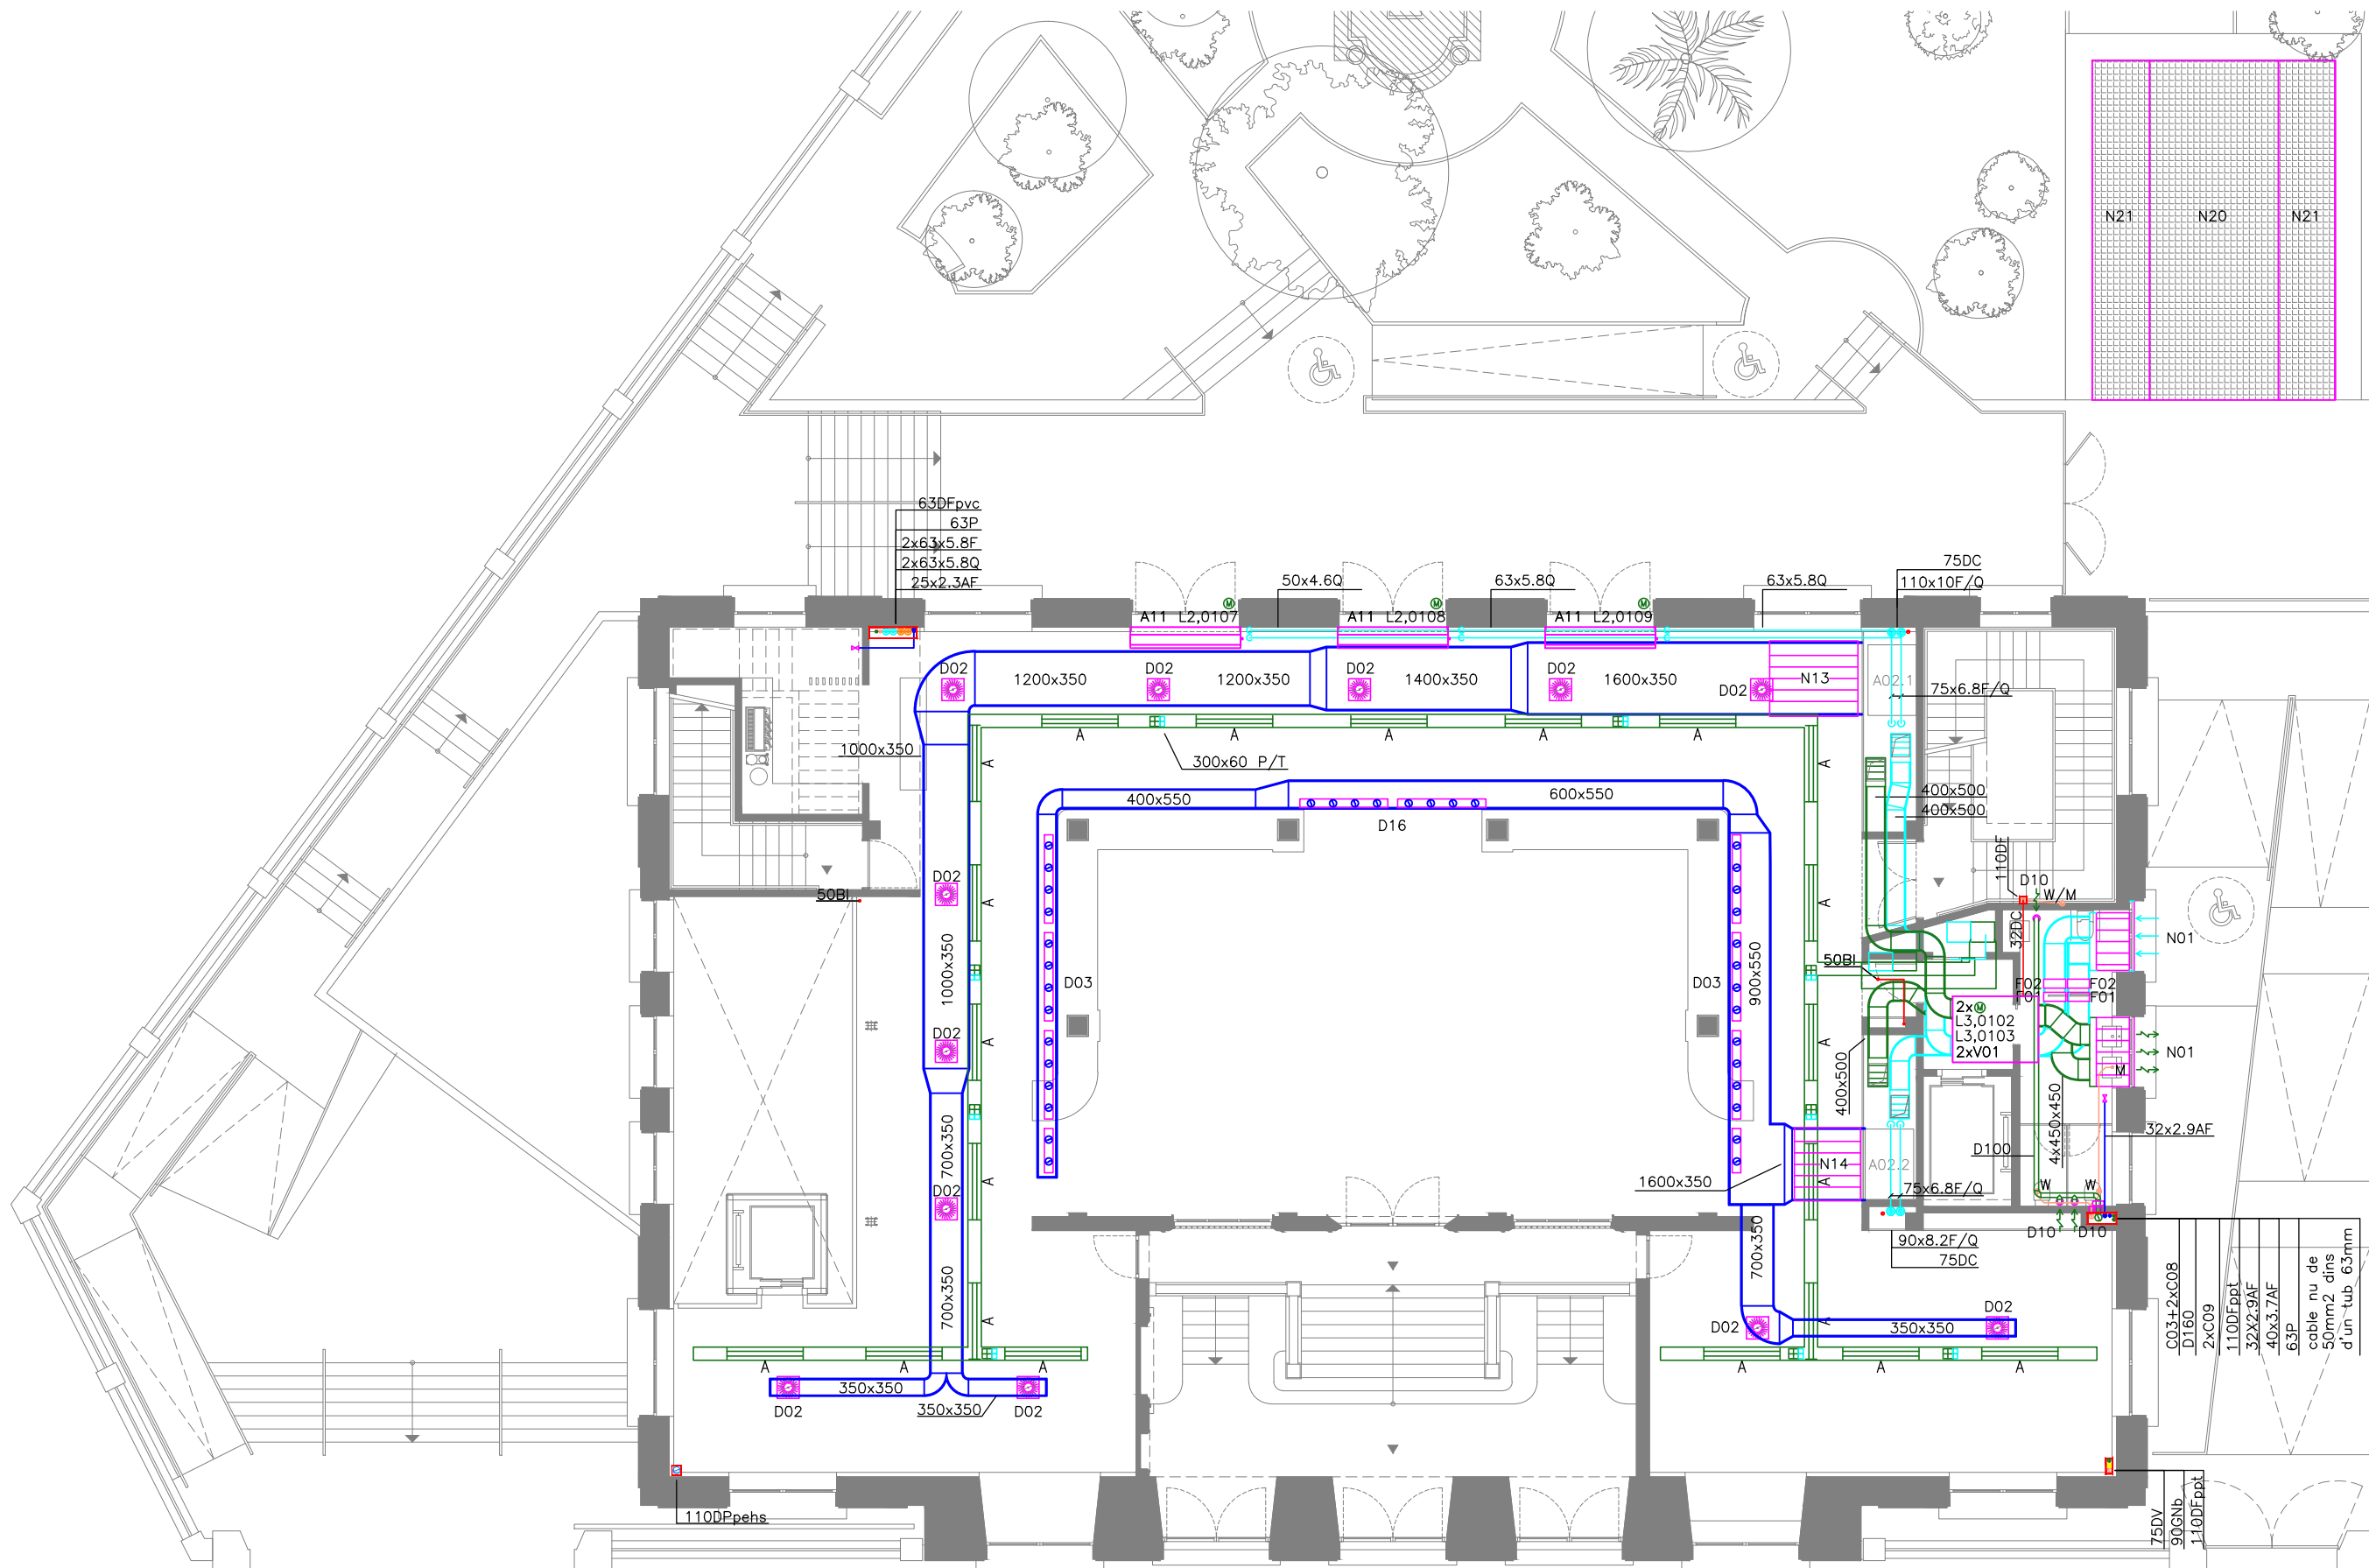 N21
N20
N21
63DFpvc
63P
2x63x5.8F
2x63x5.8Q
25x2.3AF
50x4.6Q
63x5.8Q
63x5.8Q
75DC
110x10F/Q
M
M
M
A11 L2,0107
A11 L2,0108
A11 L2,0109
D02
D02
D02
D02
D02
1200x350
1200x350
1400x350
1600x350
N13
A02.1
75x6.8F/Q
A
A
A
A
A
1000x350
300x60 P/T
A
A
400x550
600x550
D16
400x500
400x500
110DF
D10
W/M
50BI
D02
A
A
32DC
N01
1000x350
D03
D03
900x550
50BI
F02
F01
F02
F01
2xM
L3,0102
L3,0103
2xV01
N01
M
D02
A
A
400x500
4x450x450
32x2.9AF
D100
700x350
N14
A02.2
A
A
1600x350
75x6.8F/Q
W
W
D02
D10
D10
90x8.2F/Q
75DC
700x350
700x350
C03+2xC08
D160
2xC09
110DFppt
32X2.9AF
40x3.7AF
63P
cable nu de
50mm2 dins
d'un tub 63mm
A
A
D02
D02
350x350
A
A
A
A
A
A
350x350
350x350
D02
D02
110DPpehs
75DV
90GNb
110DFppt